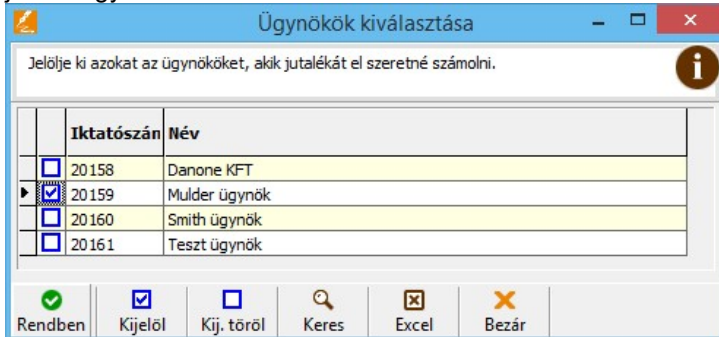 Ügynökök kiválasztása
Jelölje ki azokat az ügynököket, akik jutalékát el szeretné számolni.
Iktatószán Név
20158 Danone KFT
20159 Mulder ügynök
20160 Smith ügynök
20161 Teszt ügynök
Rendben Kijelöl Kij. töröl Keres Excel Bezár